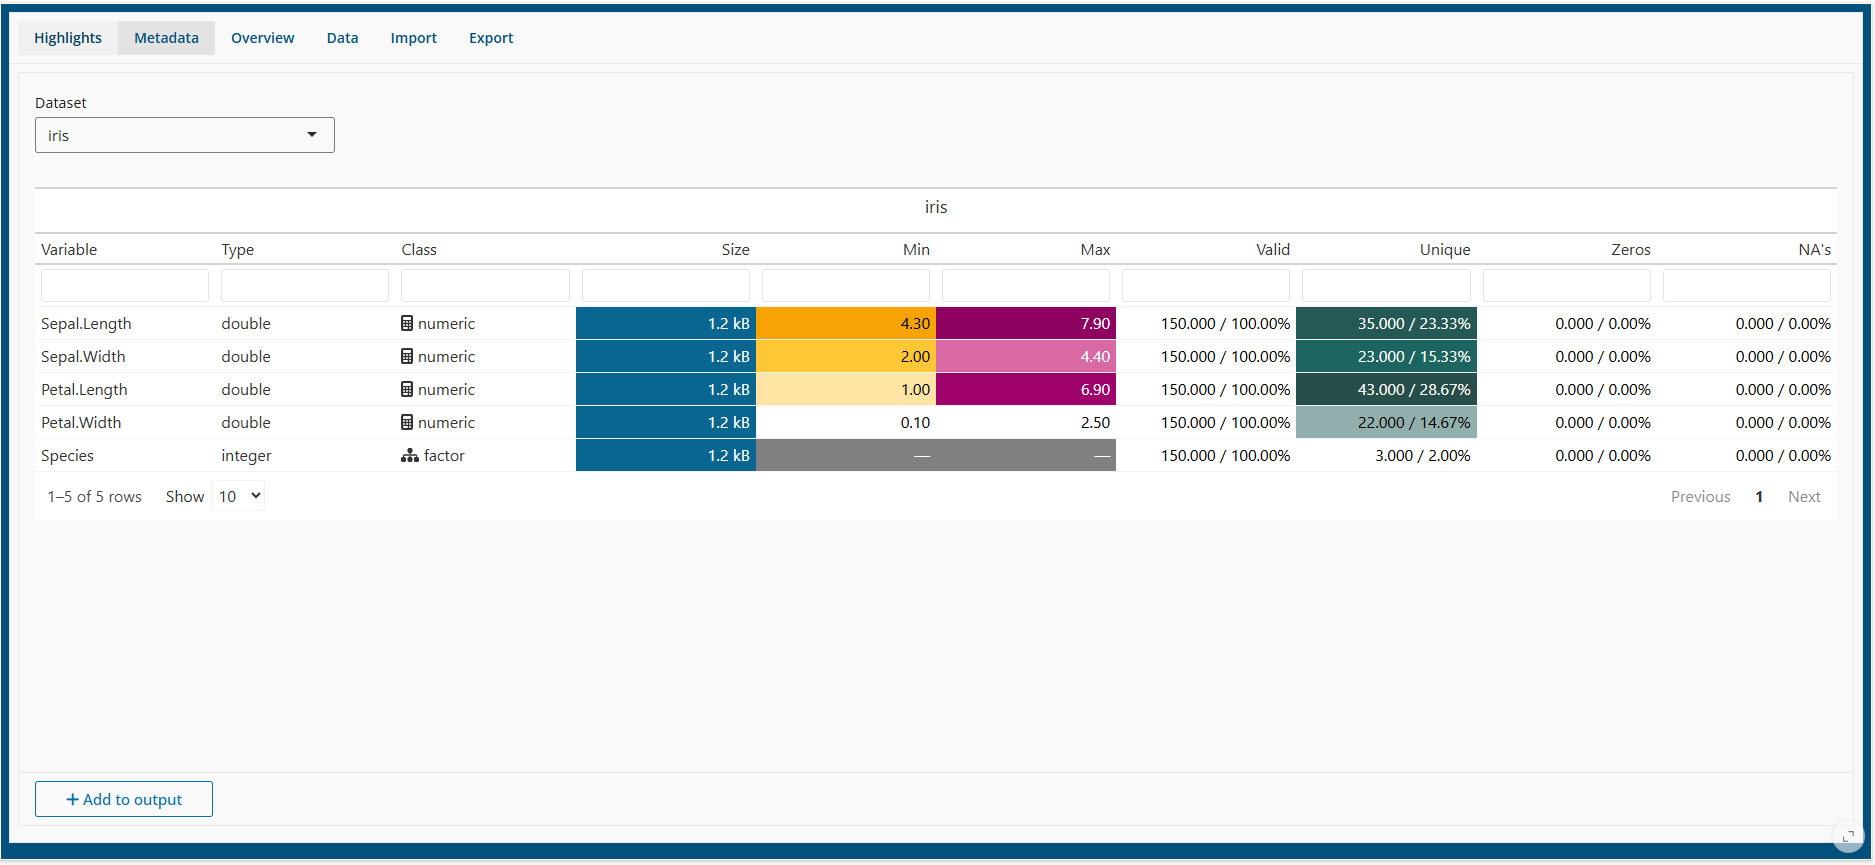 Highlights Metadata Overview Data Import Export
Dataset
iris
iris
Variable Type Class Size Min Max Valid Unique Zeros NA's
Sepal.Length double numeric 1.2 kB 4.30 7.90 150.000 / 100.00% 35.000 / 23.33% 0.000 / 0.00% 0.000 / 0.00%
Sepal.Width double numeric 1.2 kB 2.00 4.40 150.000 / 100.00% 23.000 / 15.33% 0.000 / 0.00% 0.000 / 0.00%
Petal.Length double numeric 1.2 kB 1.00 6.90 150.000 / 100.00% 43.000 / 28.67% 0.000 / 0.00% 0.000 / 0.00%
Petal.Width double numeric 1.2 kB 0.10 2.50 150.000 / 100.00% 22.000 / 14.67% 0.000 / 0.00% 0.000 / 0.00%
Species integer factor 1.2 kB — — 150.000 / 100.00% 3.000 / 2.00% 0.000 / 0.00% 0.000 / 0.00%
1–5 of 5 rows Show 10 Previous 1 Next
+ Add to output